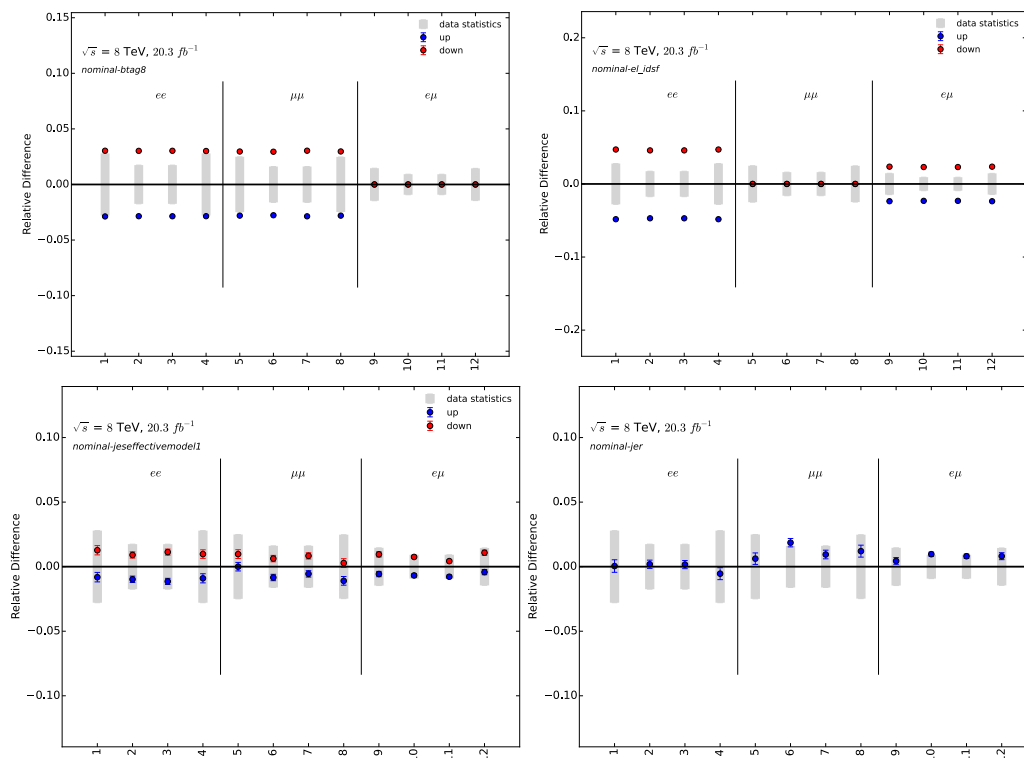 0.15
0.10
0.05
0.00
−0.05
−0.10
−0.15
Relative Difference
√s = 8 TeV, 20.3 fb⁻¹
nominal-btag8
data statistics
up
down
ee
μμ
eμ
1 2 3 4 5 6 7 8 9 10 11 12
0.2
0.1
0.0
−0.1
−0.2
Relative Difference
√s = 8 TeV, 20.3 fb⁻¹
nominal-el_idsf
data statistics
up
down
ee
μμ
eμ
1 2 3 4 5 6 7 8 9 10 11 12
0.10
0.05
0.00
−0.05
−0.10
Relative Difference
√s = 8 TeV, 20.3 fb⁻¹
nominal-jeseffectivemodel1
data statistics
up
down
ee
μμ
eμ
1 2 3 4 5 6 7 8 9 .0 .1 .2
0.10
0.05
0.00
−0.05
−0.10
Relative Difference
√s = 8 TeV, 20.3 fb⁻¹
nominal-jer
ee
μμ
eμ
1 2 3 4 5 6 7 8 9 .0 .1 .2